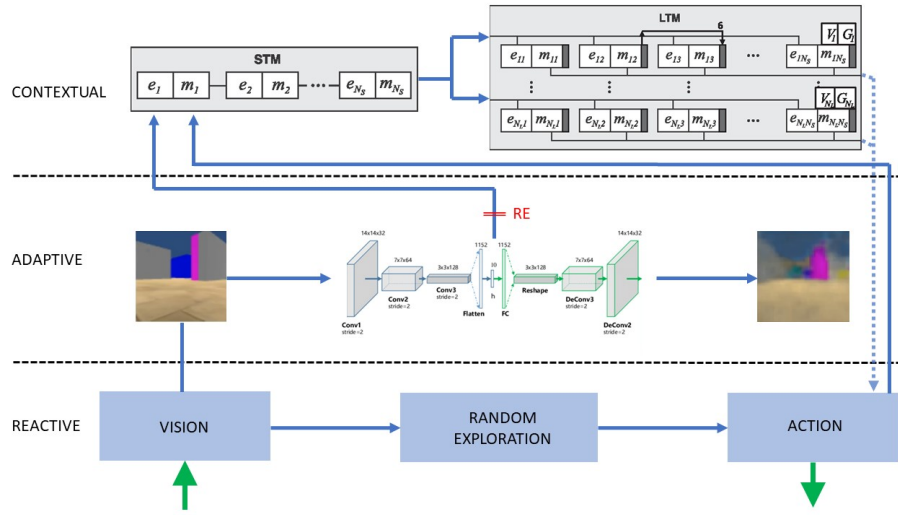 LTM
6
V1 G1
STM
e11 m11 e12 m12 e13 m13 ... e1NS m1NS
e1 m1 e2 m2 ... eNS mNS
CONTEXTUAL
VNL GNL
eNL1 mNL1 eNL2 mNL2 eNL3 mNL3 ... eNLNS mNLNS
RE
14x14x32
7x7x64
3x3x128
1152
10
1152
3x3x128
7x7x64
14x14x32
ADAPTIVE
Conv1
stride=2
Conv2
stride=2
Conv3
stride=2
Flatten
h
FC
Reshape
DeConv3
stride=2
DeConv2
stride=2
REACTIVE
VISION
RANDOM
EXPLORATION
ACTION